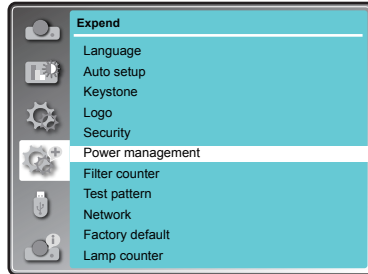 Expend
Language
Auto setup
Keystone
Logo
Security
Power management
Filter counter
Test pattern
Network
Factory default
Lamp counter